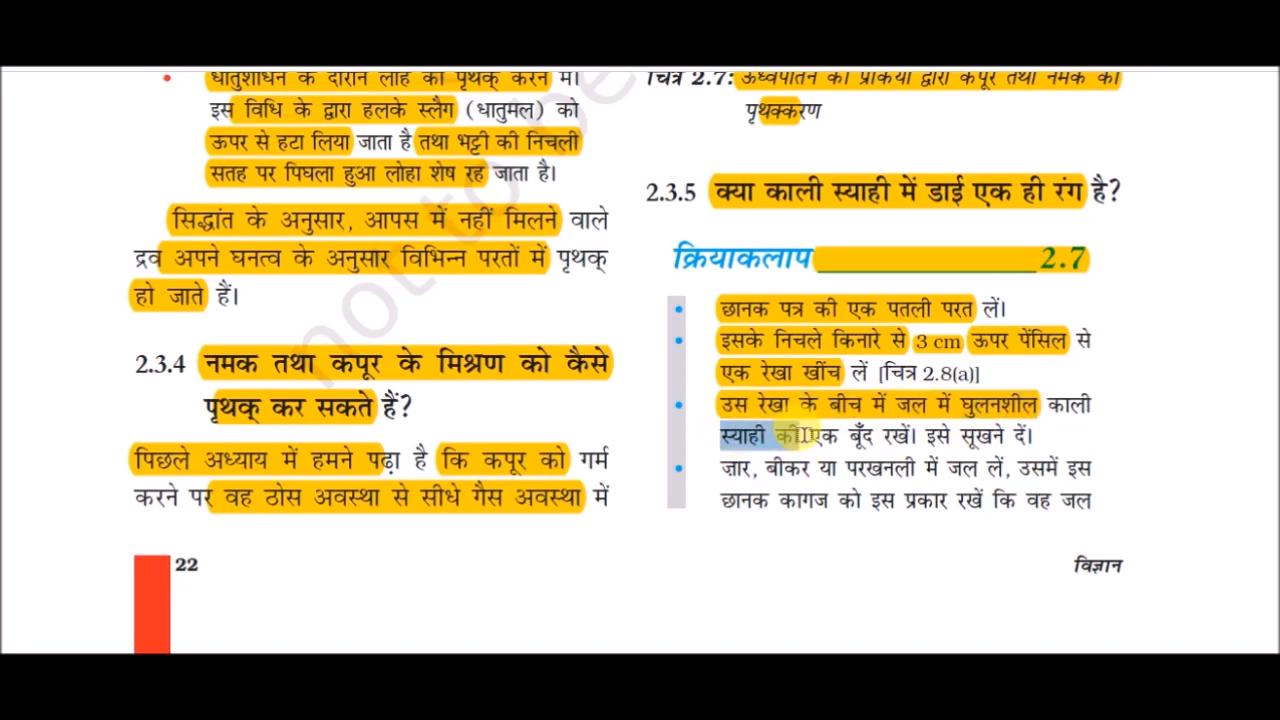 धातुशोधन के दौरान लोहे को पृथक् करने में।
इस विधि के द्वारा हलके स्लैग (धातुमल) को
ऊपर से हटा लिया जाता है तथा भट्टी की निचली
सतह पर पिघला हुआ लोहा शेष रह जाता है।
सिद्धांत के अनुसार, आपस में नहीं मिलने वाले
द्रव अपने घनत्व के अनुसार विभिन्न परतों में पृथक्
हो जाते हैं।
2.3.4 नमक तथा कपूर के मिश्रण को कैसे
पृथक् कर सकते हैं?
पिछले अध्याय में हमने पढ़ा है कि कपूर को गर्म
करने पर वह ठोस अवस्था से सीधे गैस अवस्था में
22
चित्र 2.7: ऊर्ध्वपातन की प्रक्रिया द्वारा कपूर तथा नमक का
पृथक्करण
2.3.5 क्या काली स्याही में डाई एक ही रंग है?
क्रियाकलाप 2.7
छानक पत्र की एक पतली परत लें।
इसके निचले किनारे से 3 cm ऊपर पेंसिल से
एक रेखा खींच लें [चित्र 2.8(a)]
उस रेखा के बीच में जल में घुलनशील काली
स्याही की एक बूँद रखें। इसे सूखने दें।
जार, बीकर या परखनली में जल लें, उसमें इस
छानक कागज को इस प्रकार रखें कि वह जल
विज्ञान
not to be